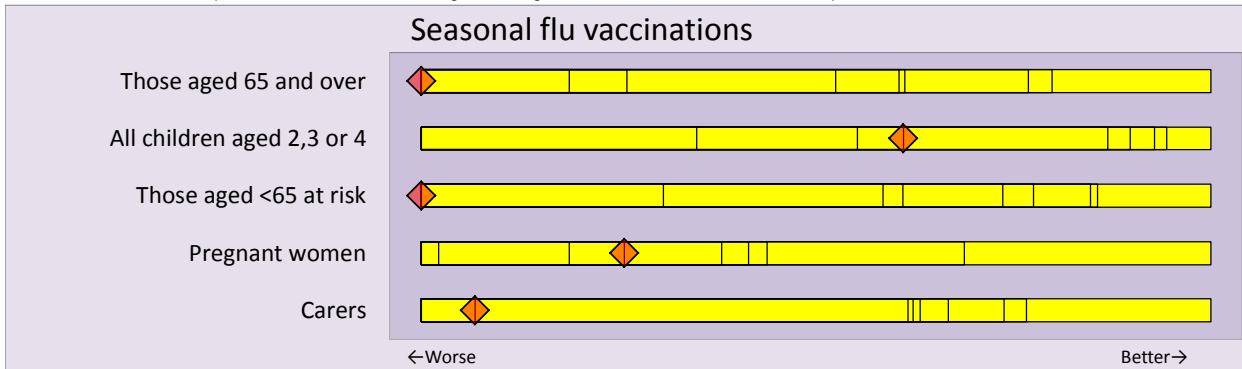 Seasonal flu vaccinations
Those aged 65 and over
All children aged 2,3 or 4
Those aged <65 at risk
Pregnant women
Carers
←Worse
Better→